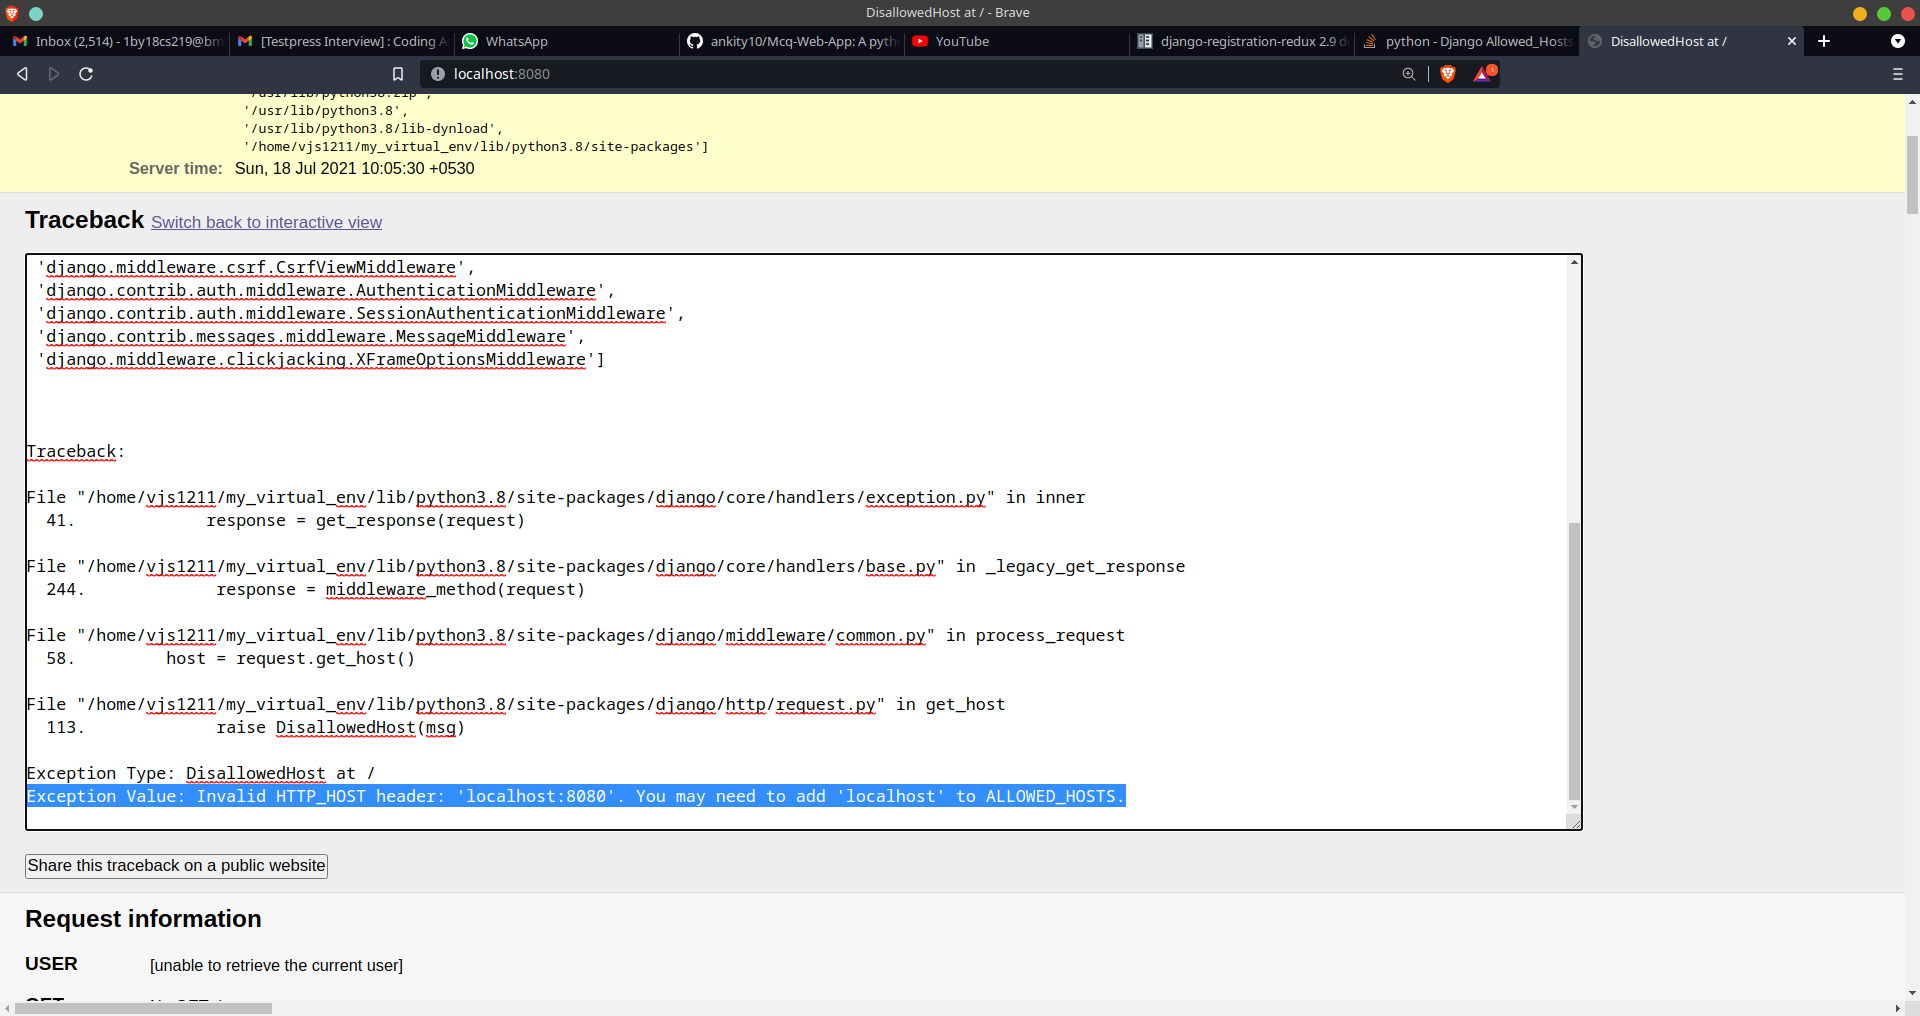 DisallowedHost at / - Brave
Inbox (2,514) - 1by18cs219@bm
[Testpress Interview] : Coding As
WhatsApp
ankity10/Mcq-Web-App: A pyth
YouTube
django-registration-redux 2.9 d
python - Django Allowed_Hosts
DisallowedHost at /
localhost:8080
1
'/usr/lib/python38.zip',
'/usr/lib/python3.8',
'/usr/lib/python3.8/lib-dynload',
'/home/vjs1211/my_virtual_env/lib/python3.8/site-packages']
Server time: Sun, 18 Jul 2021 10:05:30 +0530
Traceback Switch back to interactive view
'django.middleware.csrf.CsrfViewMiddleware',
'django.contrib.auth.middleware.AuthenticationMiddleware',
'django.contrib.auth.middleware.SessionAuthenticationMiddleware',
'django.contrib.messages.middleware.MessageMiddleware',
'django.middleware.clickjacking.XFrameOptionsMiddleware']
Traceback:
File "/home/vjs1211/my_virtual_env/lib/python3.8/site-packages/django/core/handlers/exception.py" in inner
41. response = get_response(request)
File "/home/vjs1211/my_virtual_env/lib/python3.8/site-packages/django/core/handlers/base.py" in _legacy_get_response
244. response = middleware_method(request)
File "/home/vjs1211/my_virtual_env/lib/python3.8/site-packages/django/middleware/common.py" in process_request
58. host = request.get_host()
File "/home/vjs1211/my_virtual_env/lib/python3.8/site-packages/django/http/request.py" in get_host
113. raise DisallowedHost(msg)
Exception Type: DisallowedHost at /
Exception Value: Invalid HTTP_HOST header: 'localhost:8080'. You may need to add 'localhost' to ALLOWED_HOSTS.
Share this traceback on a public website
Request information
USER [unable to retrieve the current user]
GET